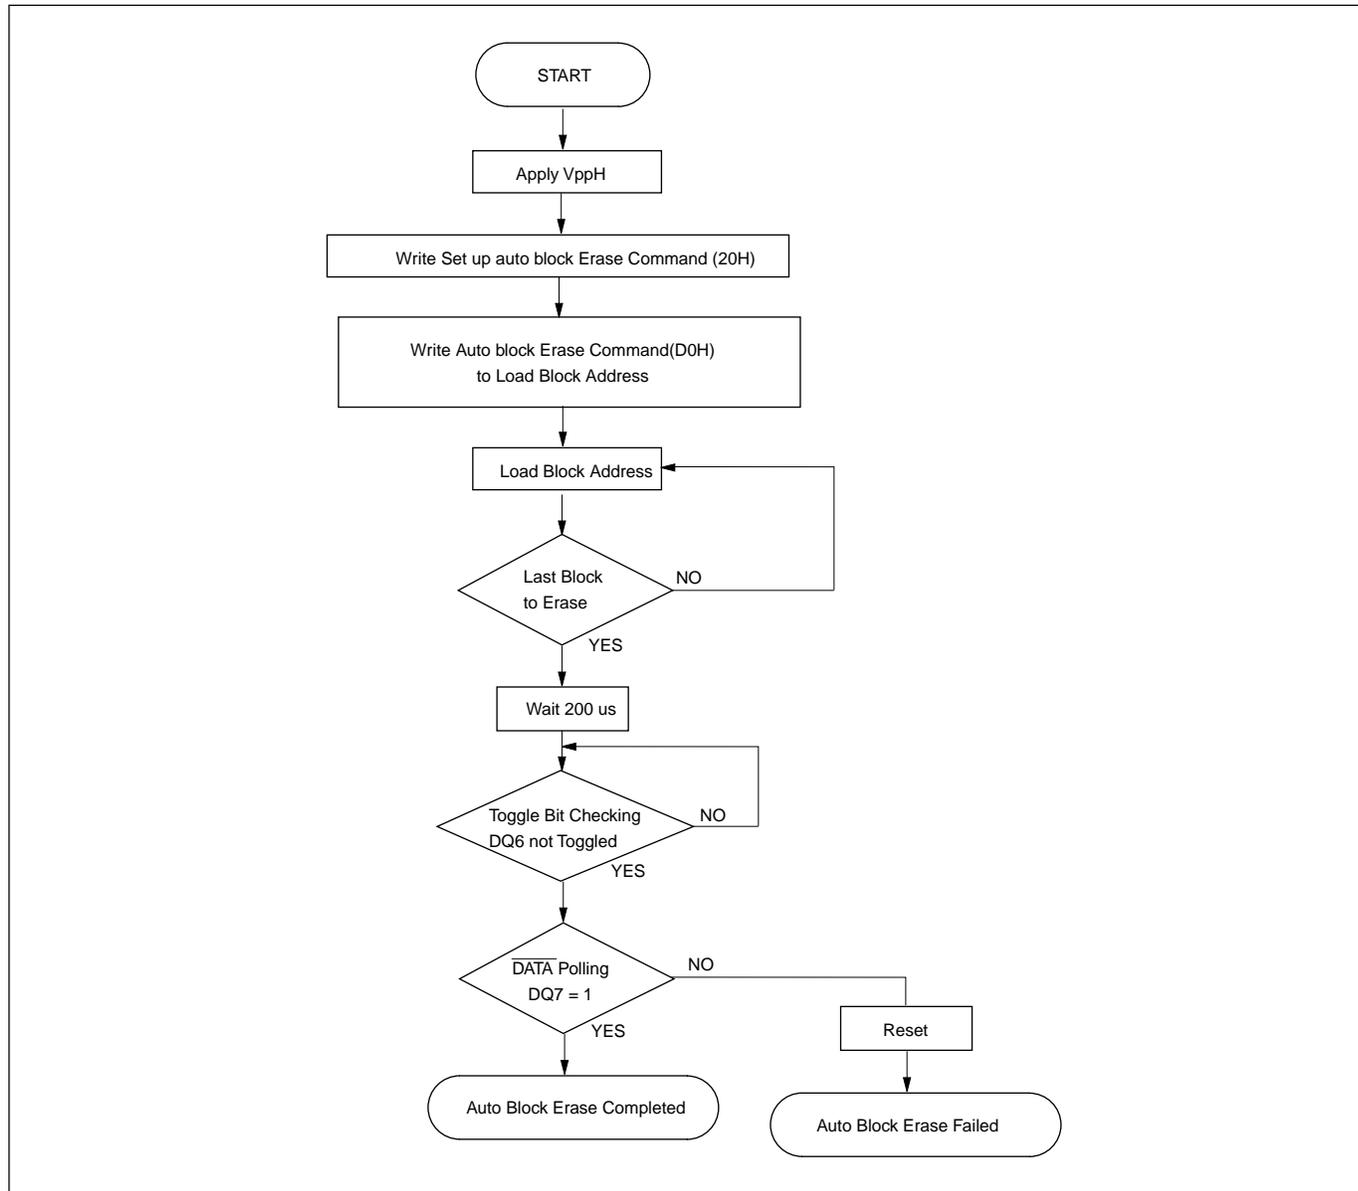 START
Apply VppH
Write Set up auto block Erase Command (20H)
Write Auto block Erase Command(D0H)
to Load Block Address
Load Block Address
Last Block
to Erase
NO
YES
Wait 200 us
Toggle Bit Checking
DQ6 not Toggled
NO
YES
DATA Polling
DQ7 = 1
NO
YES
Reset
Auto Block Erase Completed
Auto Block Erase Failed